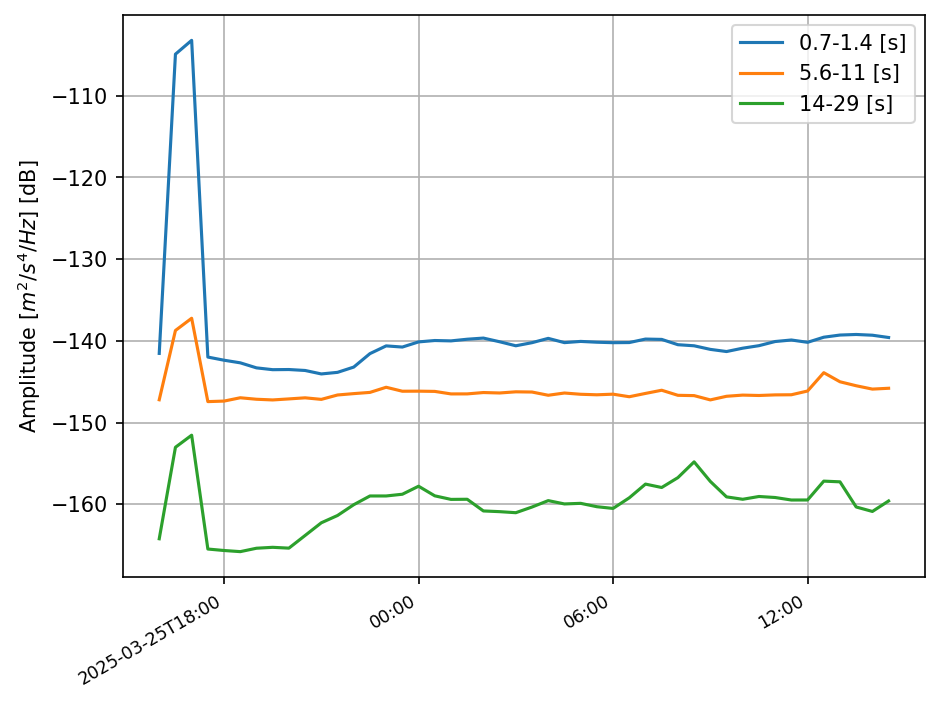 0.7-1.4 [s]
5.6-11 [s]
14-29 [s]
Amplitude [m²/s⁴/Hz] [dB]
−110
−120
−130
−140
−150
−160
2025-03-25T18:00
00:00
06:00
12:00